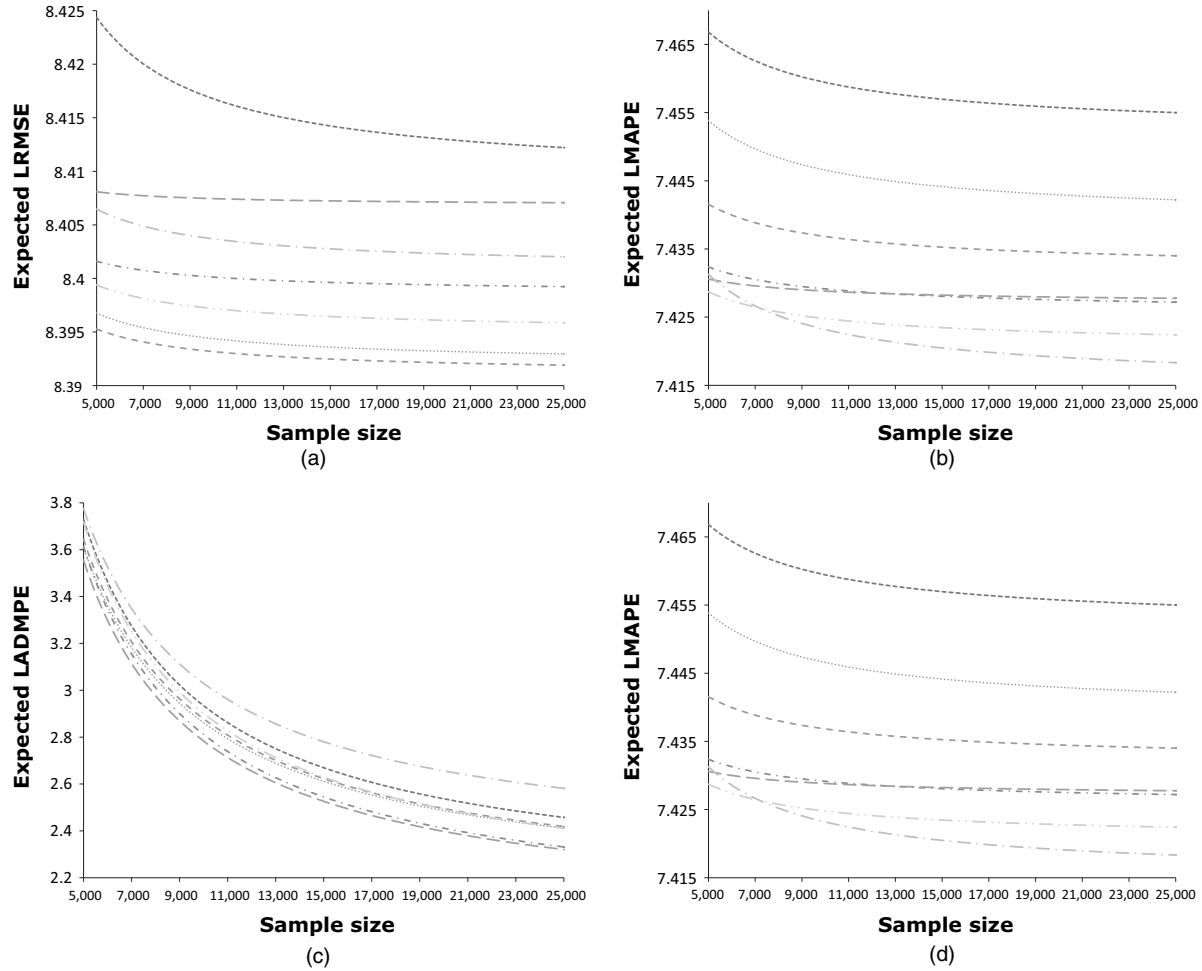 8.425
8.42
8.415
8.41
8.405
8.4
8.395
8.39
Expected LRMSE
5,000 7,000 9,000 11,000 13,000 15,000 17,000 19,000 21,000 23,000 25,000
Sample size
(a)
7.465
7.455
7.445
7.435
7.425
7.415
Expected LMAPE
5,000 7,000 9,000 11,000 13,000 15,000 17,000 19,000 21,000 23,000 25,000
Sample size
(b)
3.8
3.6
3.4
3.2
3
2.8
2.6
2.4
2.2
Expected LADMPE
5,000 7,000 9,000 11,000 13,000 15,000 17,000 19,000 21,000 23,000 25,000
Sample size
(c)
7.465
7.455
7.445
7.435
7.425
7.415
Expected LMAPE
5,000 7,000 9,000 11,000 13,000 15,000 17,000 19,000 21,000 23,000 25,000
Sample size
(d)